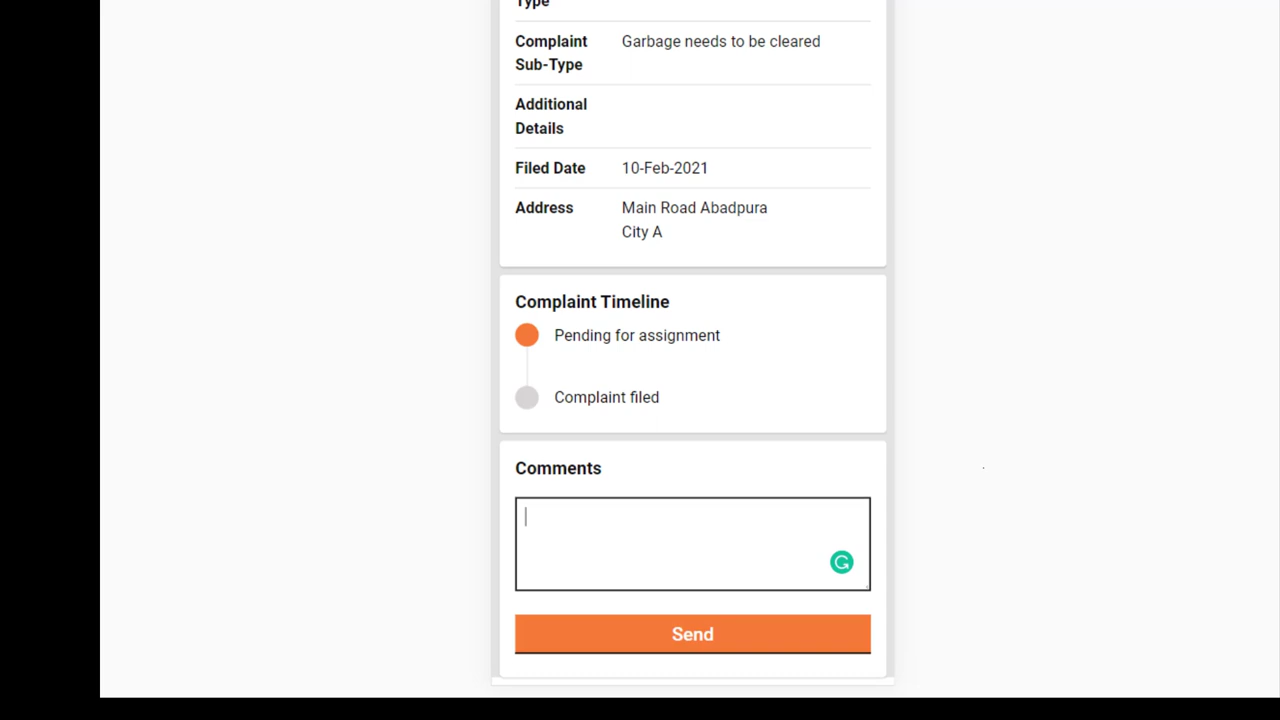 Type
Complaint Garbage needs to be cleared
Sub-Type
Additional
Details
Filed Date 10-Feb-2021
Address Main Road Abadpura
City A
Complaint Timeline
Pending for assignment
Complaint filed
Comments
Send